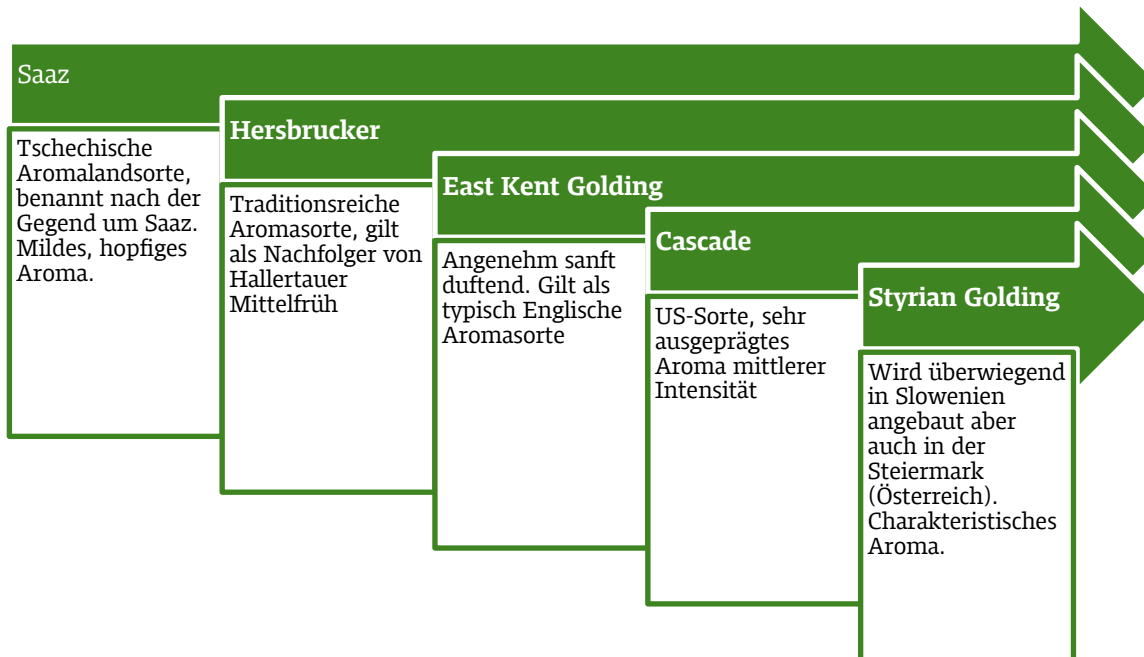 Saaz
Tschechische
Aromalandsorte,
benannt nach der
Gegend um Saaz.
Mildes, hopfiges
Aroma.
Hersbrucker
Traditionsreiche
Aromasorte, gilt
als Nachfolger von
Hallertauer
Mittelfrüh
East Kent Golding
Angenehm sanft
duftend. Gilt als
typisch Englische
Aromasorte
Cascade
US-Sorte, sehr
ausgeprägtes
Aroma mittlerer
Intensität
Styrian Golding
Wird überwiegend
in Slowenien
angebaut aber
auch in der
Steiermark
(Österreich).
Charakteristisches
Aroma.